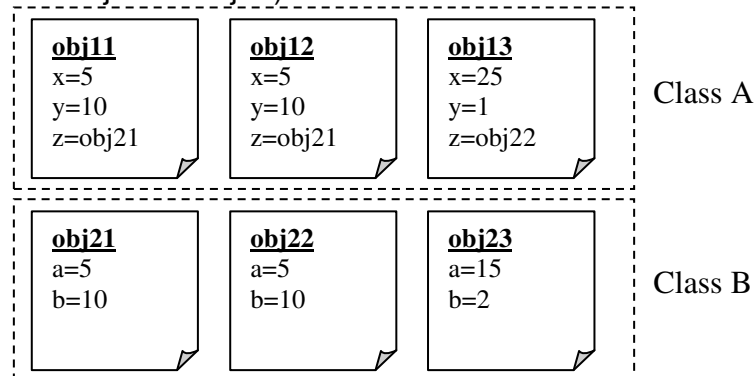 obj11
x=5
y=10
z=obj21
obj12
x=5
y=10
z=obj21
obj13
x=25
y=1
z=obj22
Class A
obj21
a=5
b=10
obj22
a=5
b=10
obj23
a=15
b=2
Class B